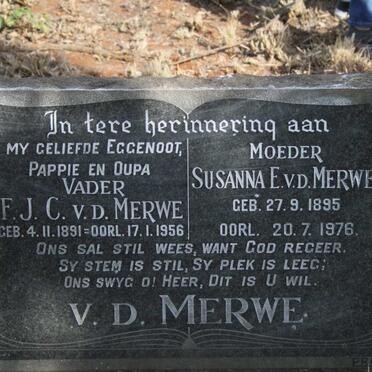 In tere herinnering aan
MY GELIEFDE EGGENOOT,
PAPPIE EN OUPA
VADER
F. J. C. V. D. MERWE
GEB. 4. 11. 1891 - OORL. 17. 1. 1956
MOEDER
SUSANNA E. V. D. MERWE
GEB. 27. 9. 1895
OORL. 20. 7. 1976.
ONS SAL STIL WEES, WANT GOD REGEER.
SY STEM IS STIL, SY PLEK IS LEEG;
ONS SWYG O! HEER, DIT IS U WIL.
V. D. MERWE.